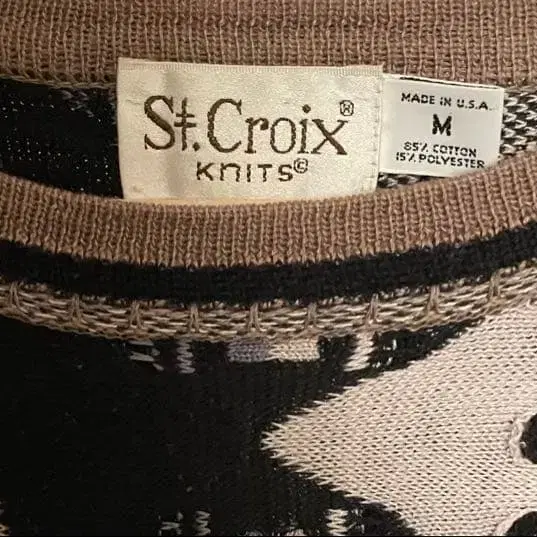 St. Croix®
KNITS©
MADE IN U.S.A.
M
85% COTTON
15% POLYESTER